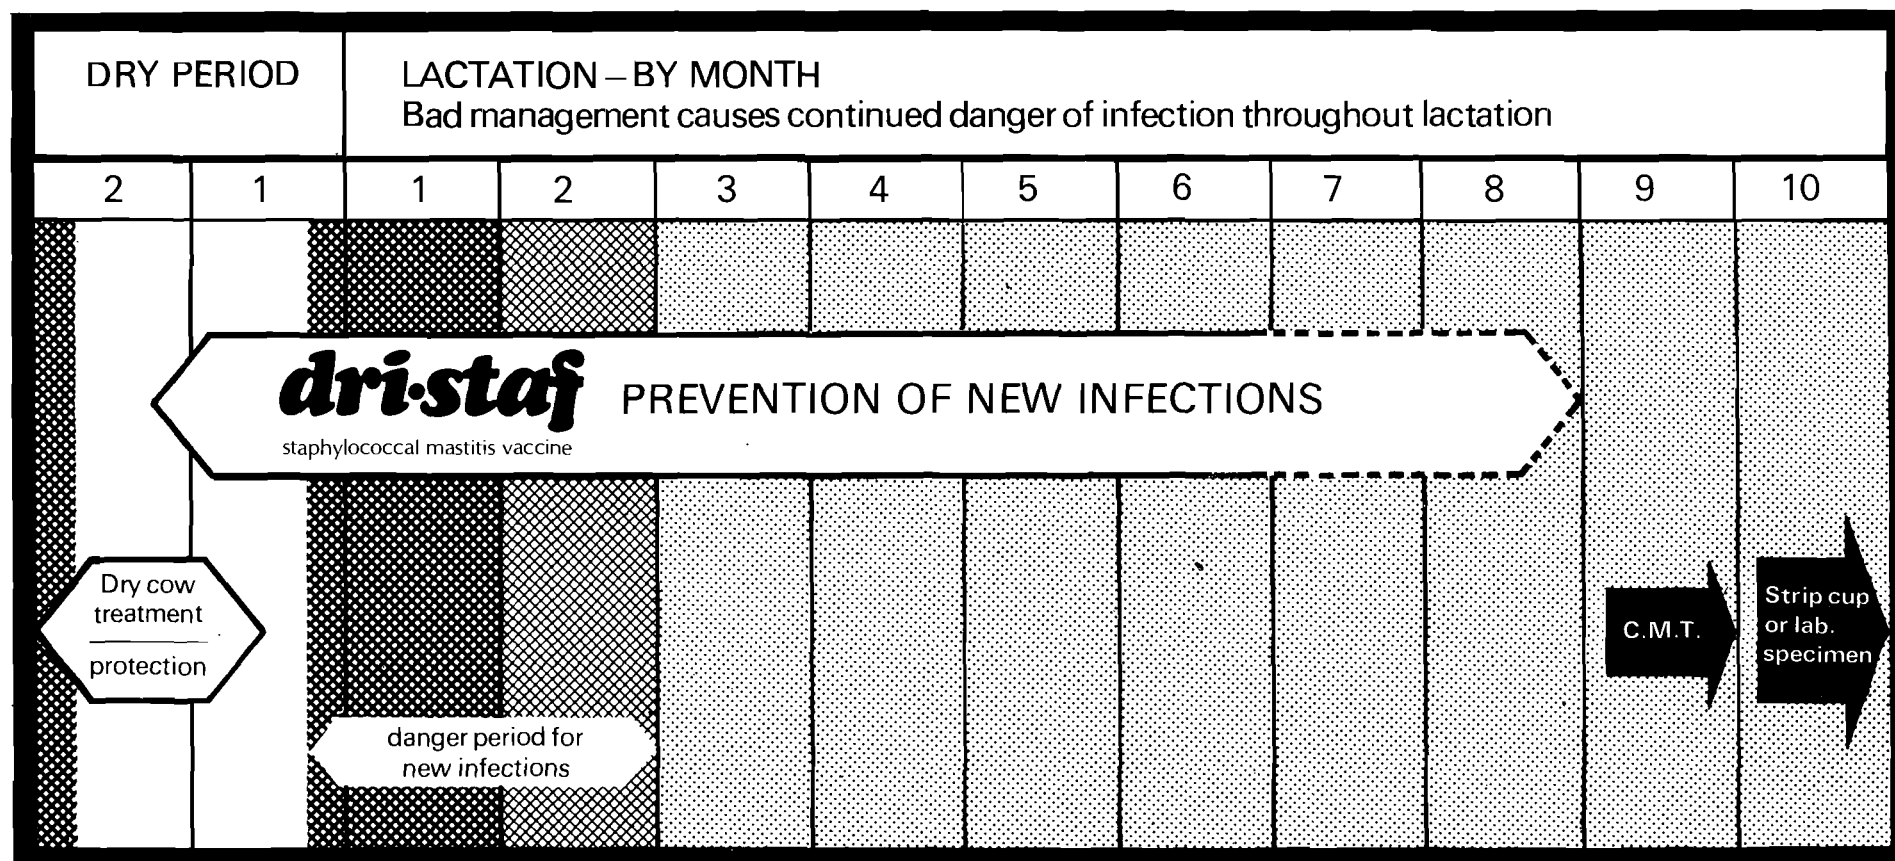 DRY PERIOD
LACTATION – BY MONTH
Bad management causes continued danger of infection throughout lactation
2 1 1 2 3 4 5 6 7 8 9 10
dri·staf
staphylococcal mastitis vaccine
PREVENTION OF NEW INFECTIONS
Dry cow
treatment
protection
C.M.T.
Strip cup
or lab.
specimen
danger period for
new infections